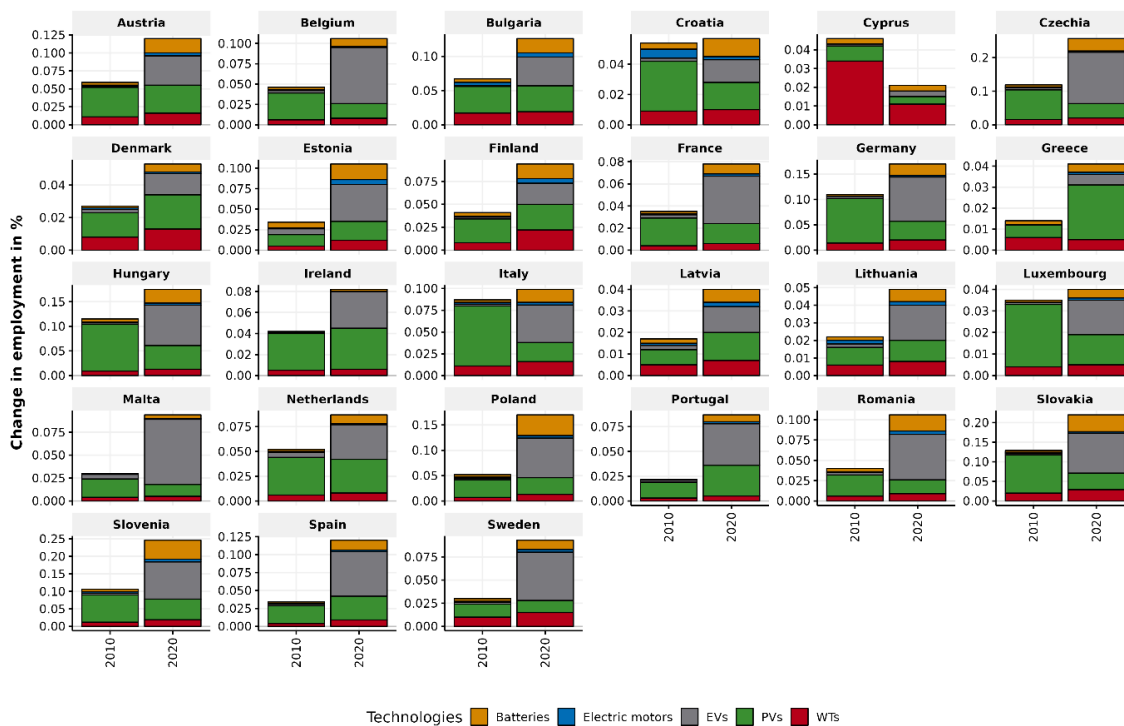 Change in employment in %
Austria Belgium Bulgaria Croatia Cyprus Czechia
0.125 0.100 0.075 0.050 0.025 0.000
0.100 0.075 0.050 0.025 0.000
0.10 0.05 0.00
0.04 0.02 0.00
0.04 0.03 0.02 0.01 0.00
0.2 0.1 0.0
Denmark Estonia Finland France Germany Greece
0.04 0.02 0.00
0.100 0.075 0.050 0.025 0.000
0.075 0.050 0.025 0.000
0.08 0.06 0.04 0.02 0.00
0.15 0.10 0.05 0.00
0.04 0.03 0.02 0.01 0.00
Hungary Ireland Italy Latvia Lithuania Luxembourg
0.15 0.10 0.05 0.00
0.08 0.06 0.04 0.02 0.00
0.100 0.075 0.050 0.025 0.000
0.04 0.03 0.02 0.01 0.00
0.05 0.04 0.03 0.02 0.01 0.00
0.04 0.03 0.02 0.01 0.00
Malta Netherlands Poland Portugal Romania Slovakia
0.075 0.050 0.025 0.000
0.075 0.050 0.025 0.000
0.15 0.10 0.05 0.0
0.075 0.050 0.025 0.000
0.100 0.075 0.050 0.025 0.000
0.20 0.15 0.10 0.05 0.00
2010 2020 2010 2020 2010 2020
Slovenia Spain Sweden
0.25 0.20 0.15 0.10 0.05 0.00
0.125 0.100 0.075 0.050 0.025 0.000
0.075 0.050 0.025 0.000
2010 2020 2010 2020 2010 2020
Technologies Batteries Electric motors EVs PVs WTs